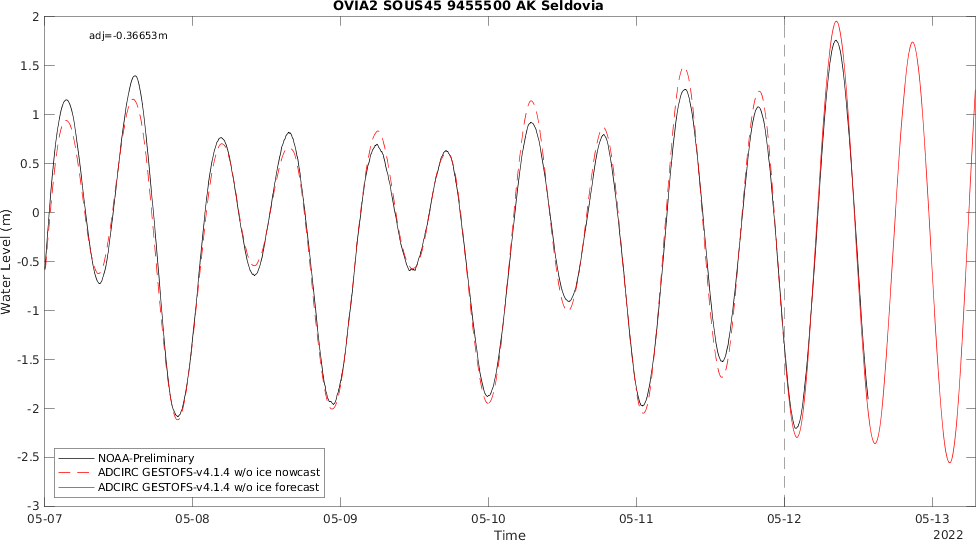 OVIA2 SOUS45 9455500 AK Seldovia
adj=-0.36653m
2
1.5
1
0.5
0
-0.5
-1
-1.5
-2
-2.5
-3
Water Level (m)
NOAA-Preliminary
ADCIRC GESTOFS-v4.1.4 w/o ice nowcast
ADCIRC GESTOFS-v4.1.4 w/o ice forecast
05-07 05-08 05-09 05-10 05-11 05-12 05-13
Time
2022